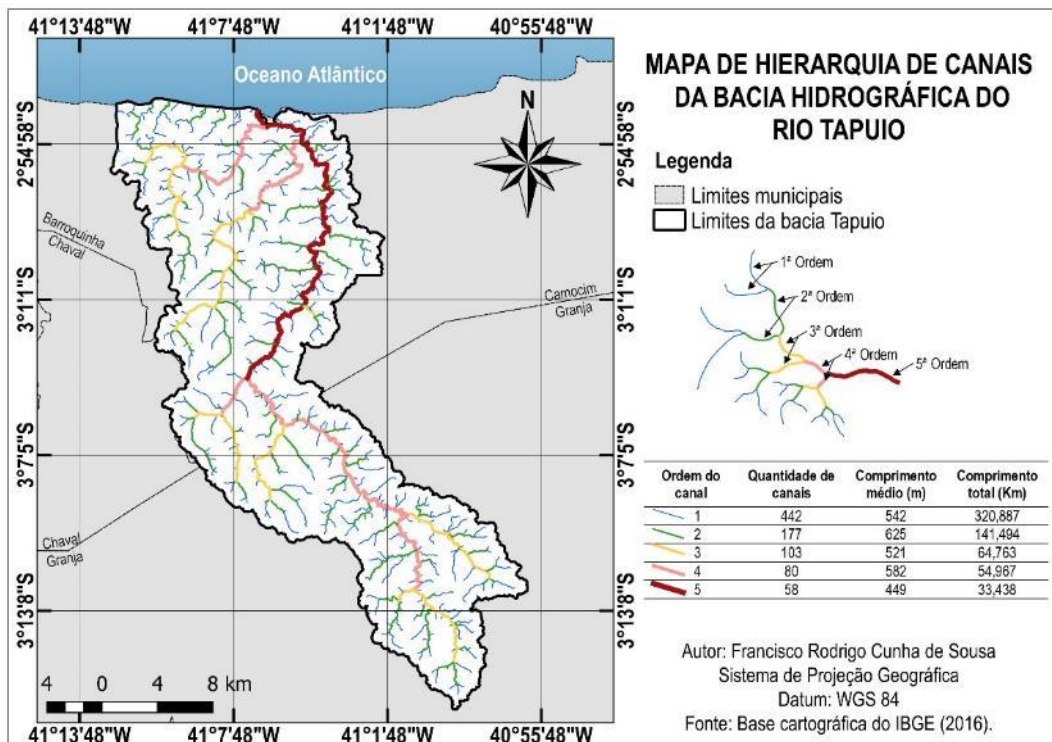 41°13'48"W 41°7'48"W 41°1'48"W 40°55'48"W
Oceano Atlântico
N
2°54'58"S 2°54'58"S
Barroquinha
Chaval
3°1'1"S 3°1'1"S
Camocim
Granja
3°7'5"S 3°7'5"S
Chaval
Granja
3°13'8"S 3°13'8"S
4 0 4 8 km
41°13'48"W 41°7'48"W 41°1'48"W 40°55'48"W
MAPA DE HIERARQUIA DE CANAIS
DA BACIA HIDROGRÁFICA DO
RIO TAPUIO
Legenda
Limites municipais
Limites da bacia Tapuio
1ª Ordem
2ª Ordem
3ª Ordem
4ª Ordem
5ª Ordem
Ordem do Quantidade de Comprimento Comprimento
canal canais médio (m) total (Km)
1 442 542 320,887
2 177 625 141,494
3 103 521 64,763
4 80 582 54,967
5 58 449 33,438
Autor: Francisco Rodrigo Cunha de Sousa
Sistema de Projeção Geográfica
Datum: WGS 84
Fonte: Base cartográfica do IBGE (2016).